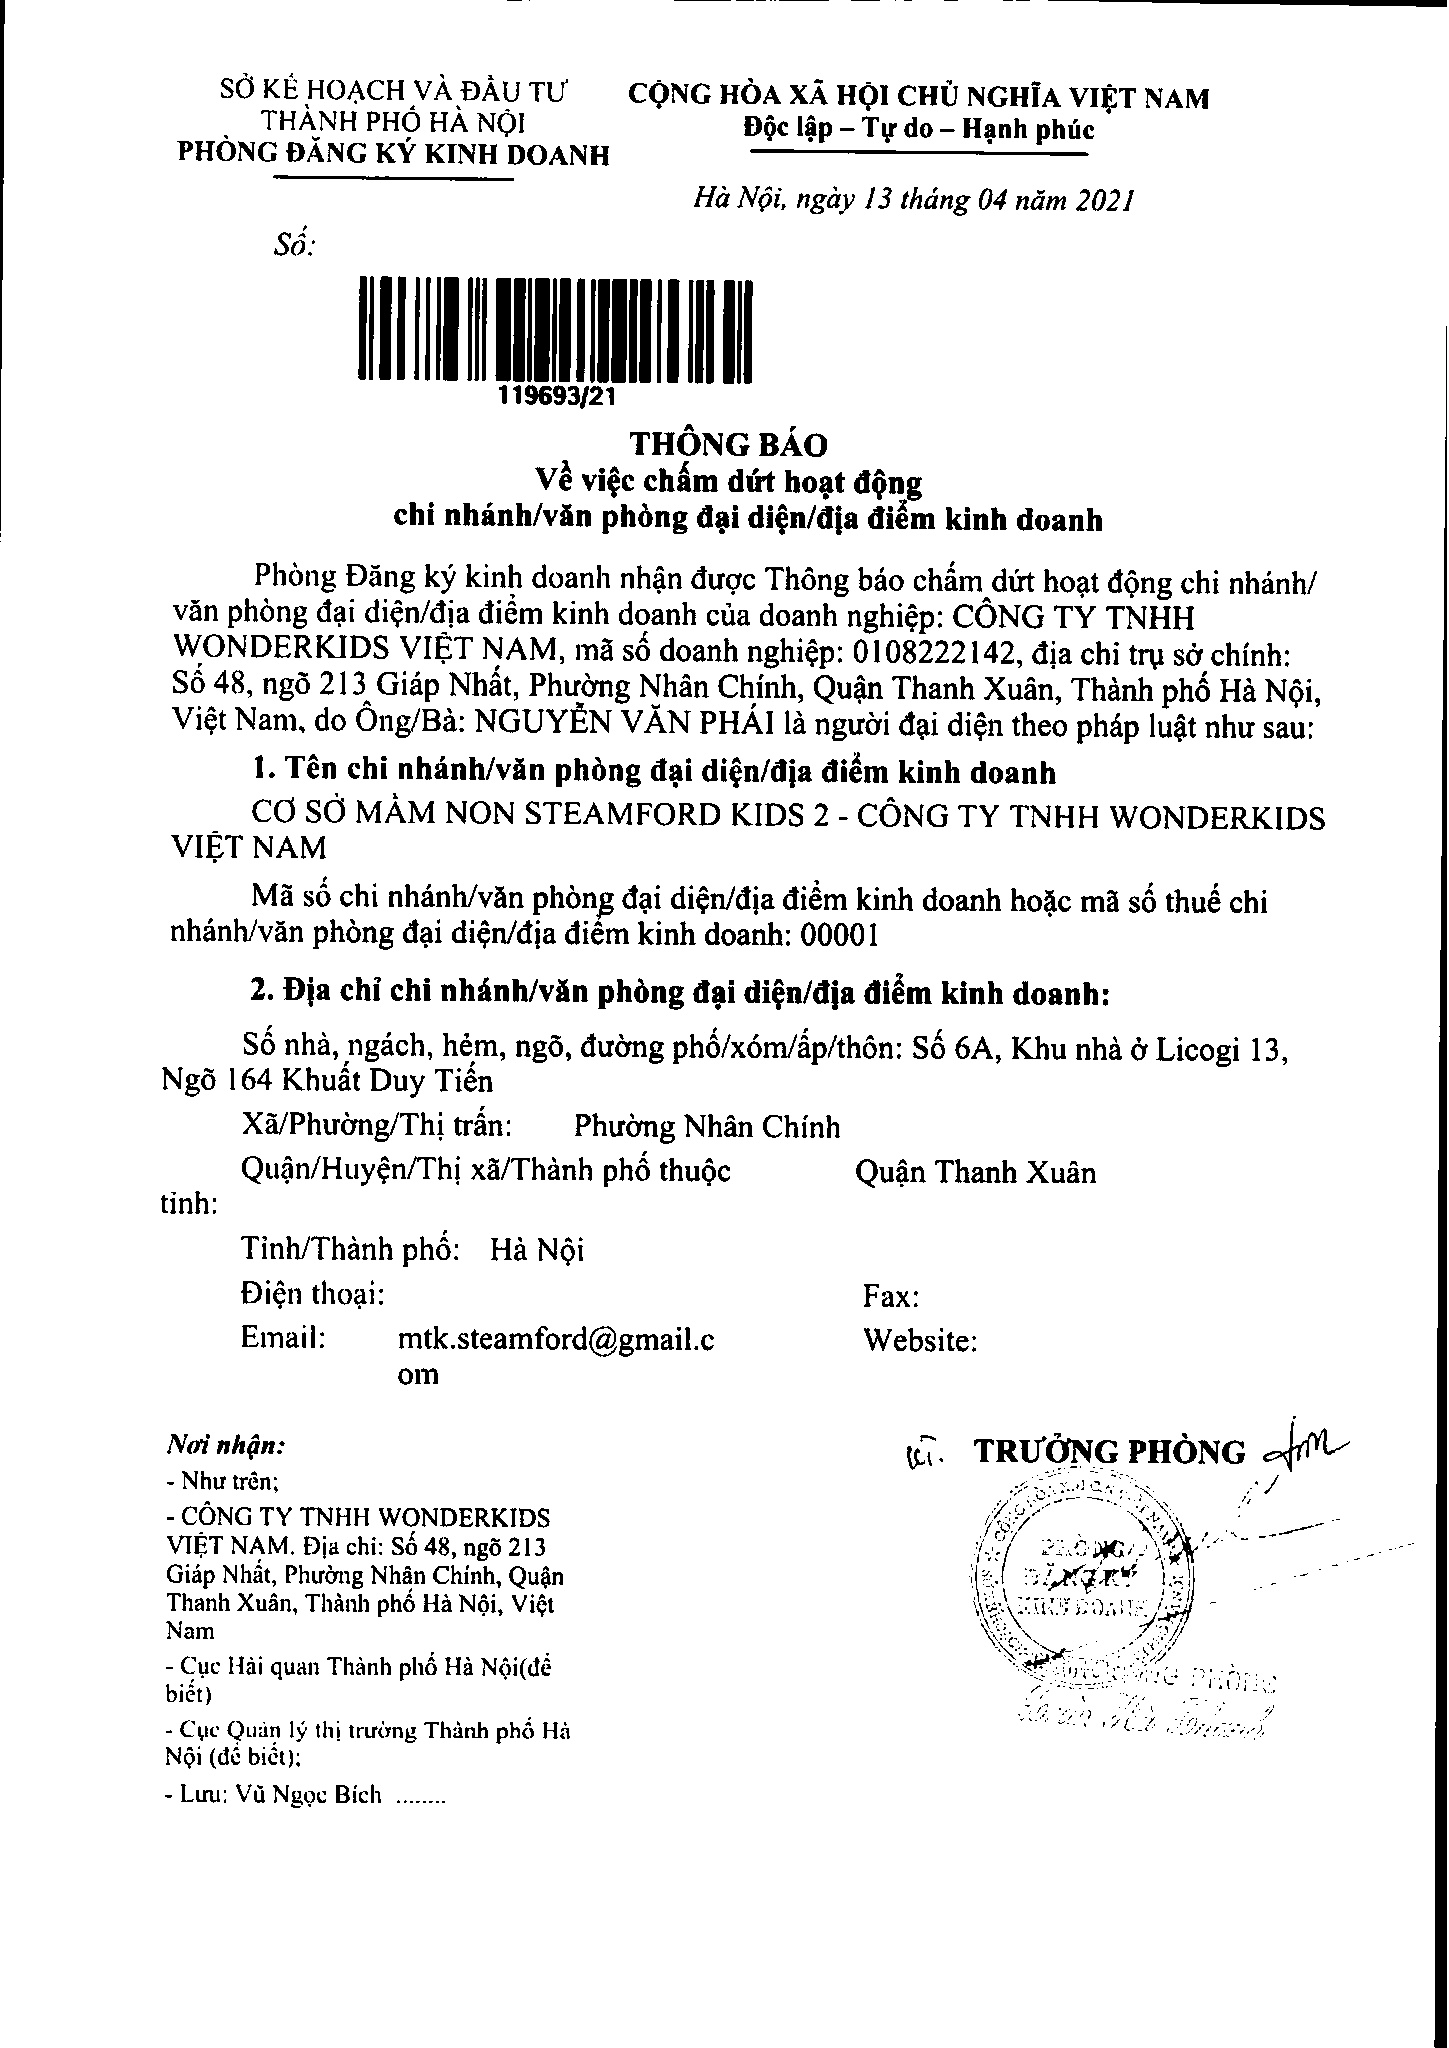 SỞ KẾ HOẠCH VÀ ĐẦU TƯ
THÀNH PHỐ HÀ NỘI
PHÒNG ĐĂNG KÝ KINH DOANH
CỘNG HÒA XÃ HỘI CHỦ NGHĨA VIỆT NAM
Độc lập – Tự do – Hạnh phúc
Hà Nội, ngày 13 tháng 04 năm 2021
Số:
119693/21
THÔNG BÁO
Về việc chấm dứt hoạt động
chi nhánh/văn phòng đại diện/địa điểm kinh doanh
Phòng Đăng ký kinh doanh nhận được Thông báo chấm dứt hoạt động chi nhánh/
văn phòng đại diện/địa điểm kinh doanh của doanh nghiệp: CÔNG TY TNHH
WONDERKIDS VIỆT NAM, mã số doanh nghiệp: 0108222142, địa chỉ trụ sở chính:
Số 48, ngõ 213 Giáp Nhất, Phường Nhân Chính, Quận Thanh Xuân, Thành phố Hà Nội,
Việt Nam, do Ông/Bà: NGUYỄN VĂN PHÁI là người đại diện theo pháp luật như sau:
1. Tên chi nhánh/văn phòng đại diện/địa điểm kinh doanh
CƠ SỞ MẦM NON STEAMFORD KIDS 2 - CÔNG TY TNHH WONDERKIDS
VIỆT NAM
Mã số chi nhánh/văn phòng đại diện/địa điểm kinh doanh hoặc mã số thuế chi
nhánh/văn phòng đại diện/địa điểm kinh doanh: 00001
2. Địa chỉ chi nhánh/văn phòng đại diện/địa điểm kinh doanh:
Số nhà, ngách, hẻm, ngõ, đường phố/xóm/ấp/thôn: Số 6A, Khu nhà ở Licogi 13,
Ngõ 164 Khuất Duy Tiến
Xã/Phường/Thị trấn: Phường Nhân Chính
Quận/Huyện/Thị xã/Thành phố thuộc Quận Thanh Xuân
tỉnh:
Tỉnh/Thành phố: Hà Nội
Điện thoại: Fax:
Email: mtk.steamford@gmail.c Website:
om
Nơi nhận:
- Như trên;
- CÔNG TY TNHH WONDERKIDS
VIỆT NAM. Địa chỉ: Số 48, ngõ 213
Giáp Nhất, Phường Nhân Chính, Quận
Thanh Xuân, Thành phố Hà Nội, Việt
Nam
- Cục Hải quan Thành phố Hà Nội(để
biết)
- Cục Quản lý thị trường Thành phố Hà
Nội (để biết);
- Lưu: Vũ Ngọc Bích ........
KT. TRƯỞNG PHÒNG
PHÒNG
ĐĂNG KÝ
KINH DOANH
PHÒNG